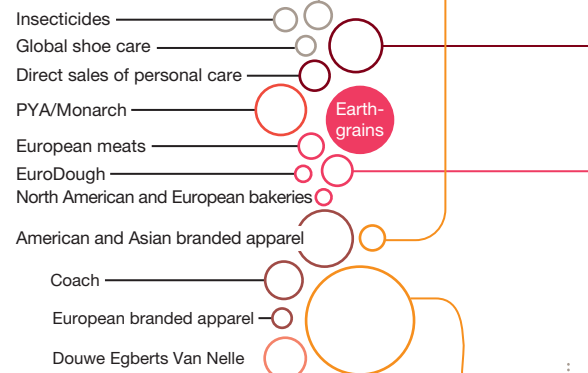 Insecticides
Global shoe care
Direct sales of personal care
PYA/Monarch
Earth-
grains
European meats
EuroDough
North American and European bakeries
American and Asian branded apparel
Coach
European branded apparel
Douwe Egberts Van Nelle